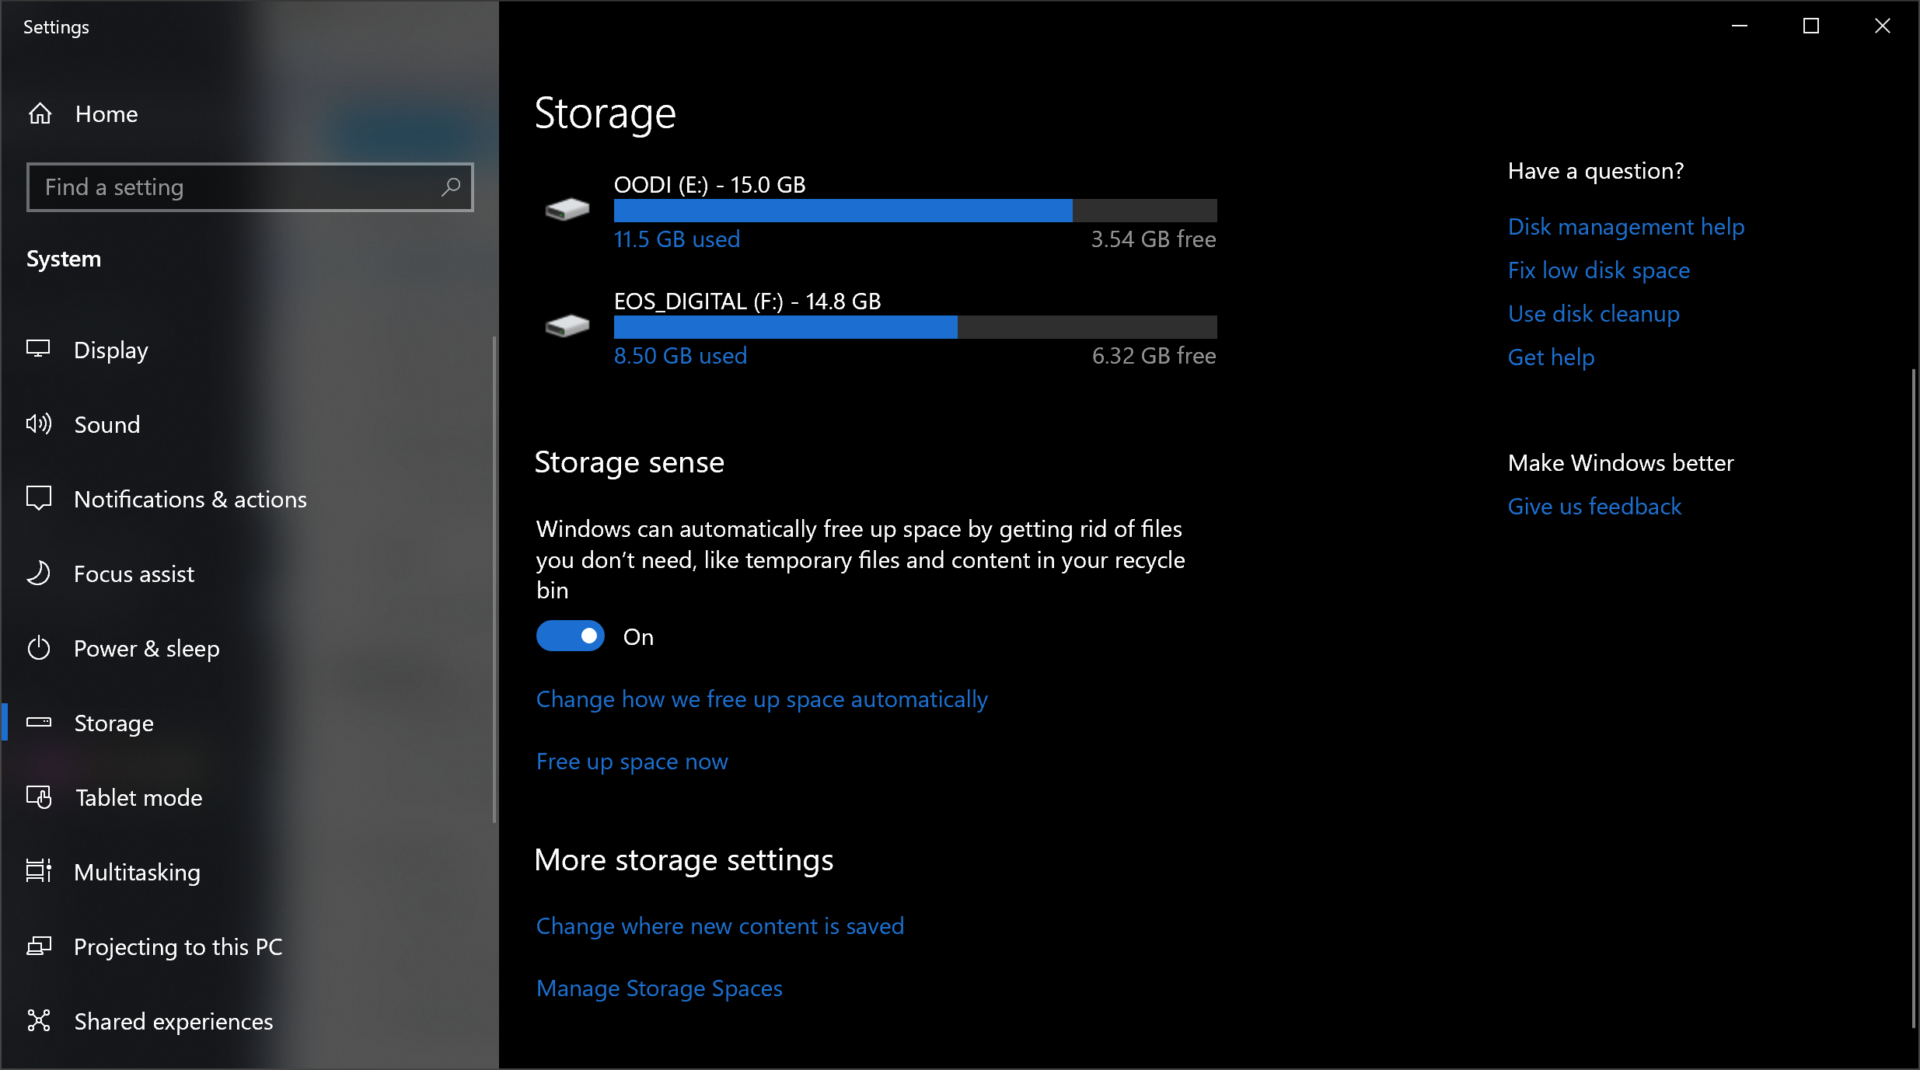 Settings
Home
Find a setting
System
Display
Sound
Notifications & actions
Focus assist
Power & sleep
Storage
Tablet mode
Multitasking
Projecting to this PC
Shared experiences
Storage
OODI (E:) - 15.0 GB
11.5 GB used
3.54 GB free
EOS_DIGITAL (F:) - 14.8 GB
8.50 GB used
6.32 GB free
Storage sense
Windows can automatically free up space by getting rid of files
you don’t need, like temporary files and content in your recycle
bin
On
Change how we free up space automatically
Free up space now
More storage settings
Change where new content is saved
Manage Storage Spaces
Have a question?
Disk management help
Fix low disk space
Use disk cleanup
Get help
Make Windows better
Give us feedback